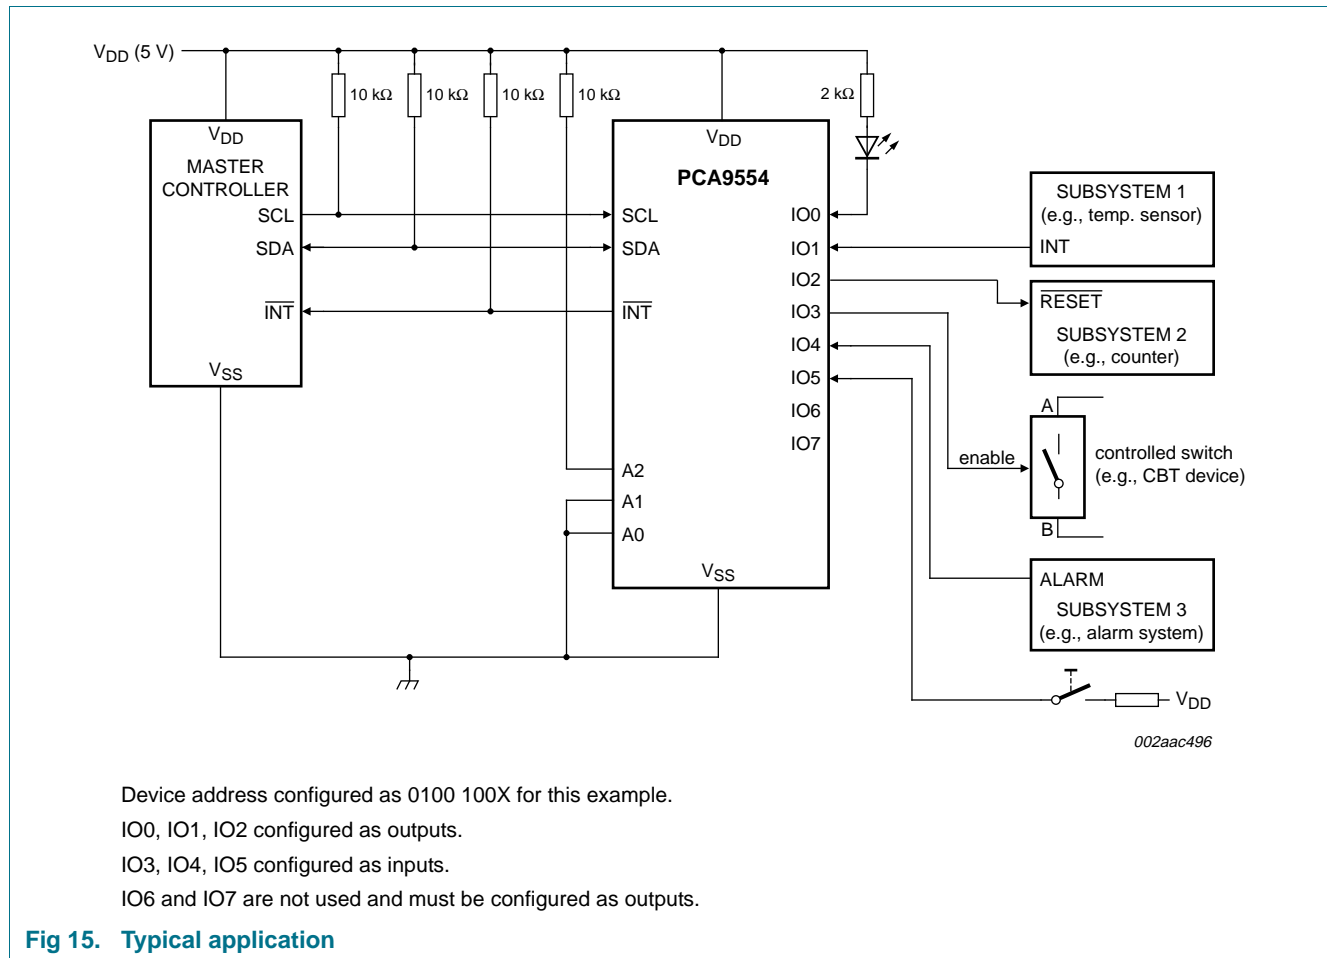 VDD (5 V)
10 kΩ
10 kΩ
10 kΩ
10 kΩ
2 kΩ
VDD
MASTER
CONTROLLER
SCL
SDA
INT
VSS
VDD
PCA9554
SCL
SDA
INT
A2
A1
A0
VSS
IO0
IO1
IO2
IO3
IO4
IO5
IO6
IO7
SUBSYSTEM 1
(e.g., temp. sensor)
INT
RESET
SUBSYSTEM 2
(e.g., counter)
A
enable
B
controlled switch
(e.g., CBT device)
ALARM
SUBSYSTEM 3
(e.g., alarm system)
VDD
002aac496
Device address configured as 0100 100X for this example.
IO0, IO1, IO2 configured as outputs.
IO3, IO4, IO5 configured as inputs.
IO6 and IO7 are not used and must be configured as outputs.
Fig 15. Typical application